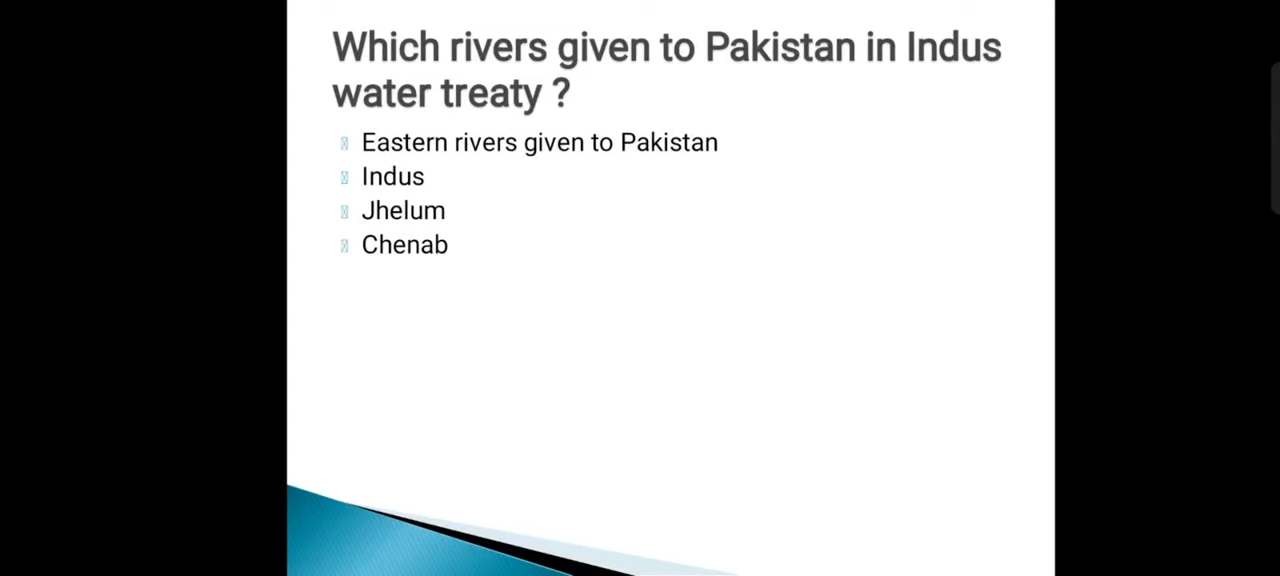 Which rivers given to Pakistan in Indus
water treaty ?
Eastern rivers given to Pakistan
Indus
Jhelum
Chenab